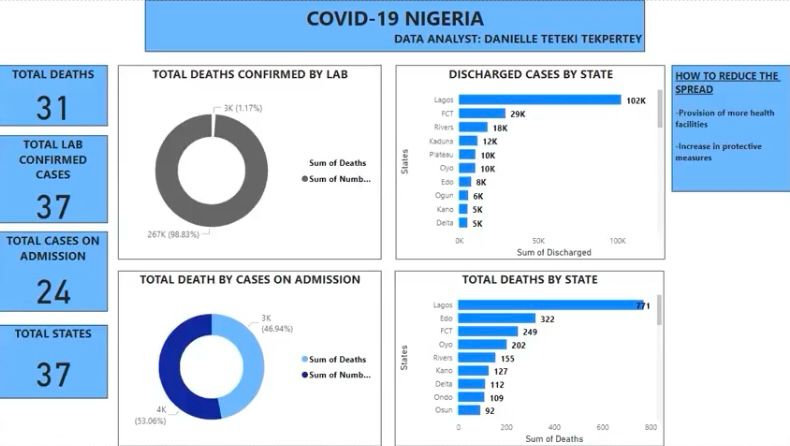 COVID-19 NIGERIA
DATA ANALYST: DANIELLE TETEKI TEKPERTEY
TOTAL DEATHS
31
TOTAL LAB
CONFIRMED
CASES
37
TOTAL CASES ON
ADMISSION
24
TOTAL STATES
37
TOTAL DEATHS CONFIRMED BY LAB
3K (1.17%)
267K (98.83%)
Sum of Deaths
Sum of Numb...
DISCHARGED CASES BY STATE
States
Lagos 102K
FCT 29K
Rivers 18K
Kaduna 12K
Plateau 10K
Oyo 10K
Edo 8K
Ogun 6K
Kano 5K
Delta 5K
0K 50K 100K
Sum of Discharged
HOW TO REDUCE THE
SPREAD
-Provision of more health
facilities
-Increase in protective
measures
TOTAL DEATH BY CASES ON ADMISSION
3K
(46.94%)
4K
(53.06%)
Sum of Deaths
Sum of Numb...
TOTAL DEATHS BY STATE
States
Lagos 771
Edo 322
FCT 249
Oyo 202
Rivers 155
Kano 127
Delta 112
Ondo 109
Osun 92
0 200 400 600 800
Sum of Deaths